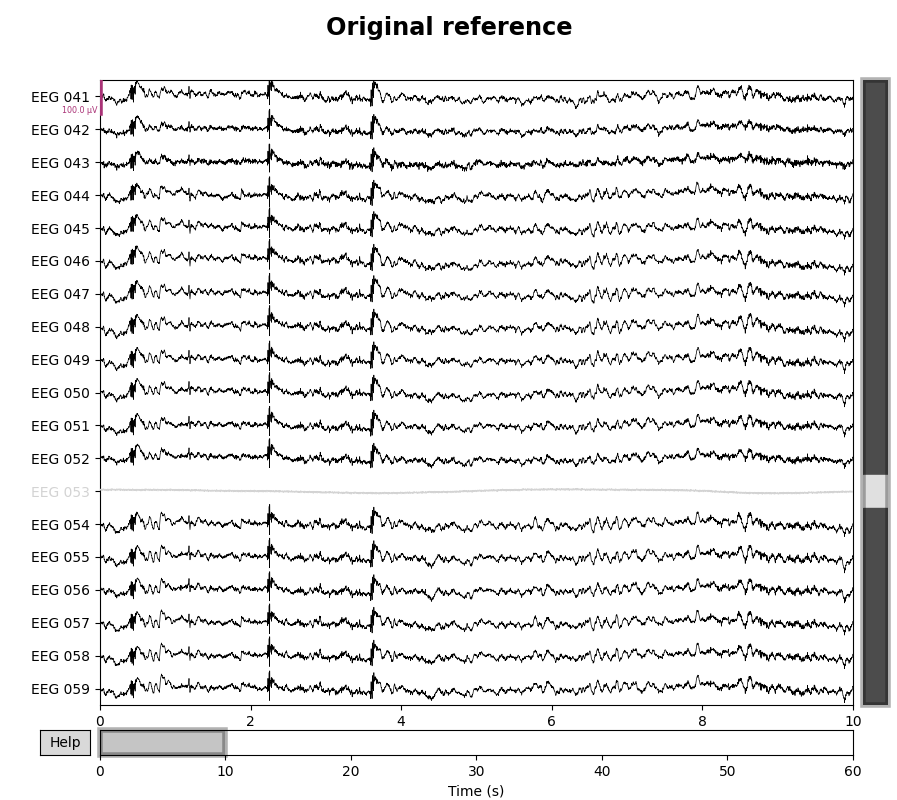 Original reference
EEG 041
100.0 µV
EEG 042
EEG 043
EEG 044
EEG 045
EEG 046
EEG 047
EEG 048
EEG 049
EEG 050
EEG 051
EEG 052
EEG 053
EEG 054
EEG 055
EEG 056
EEG 057
EEG 058
EEG 059
0 2 4 6 8 10
Help
0 10 20 30 40 50 60
Time (s)